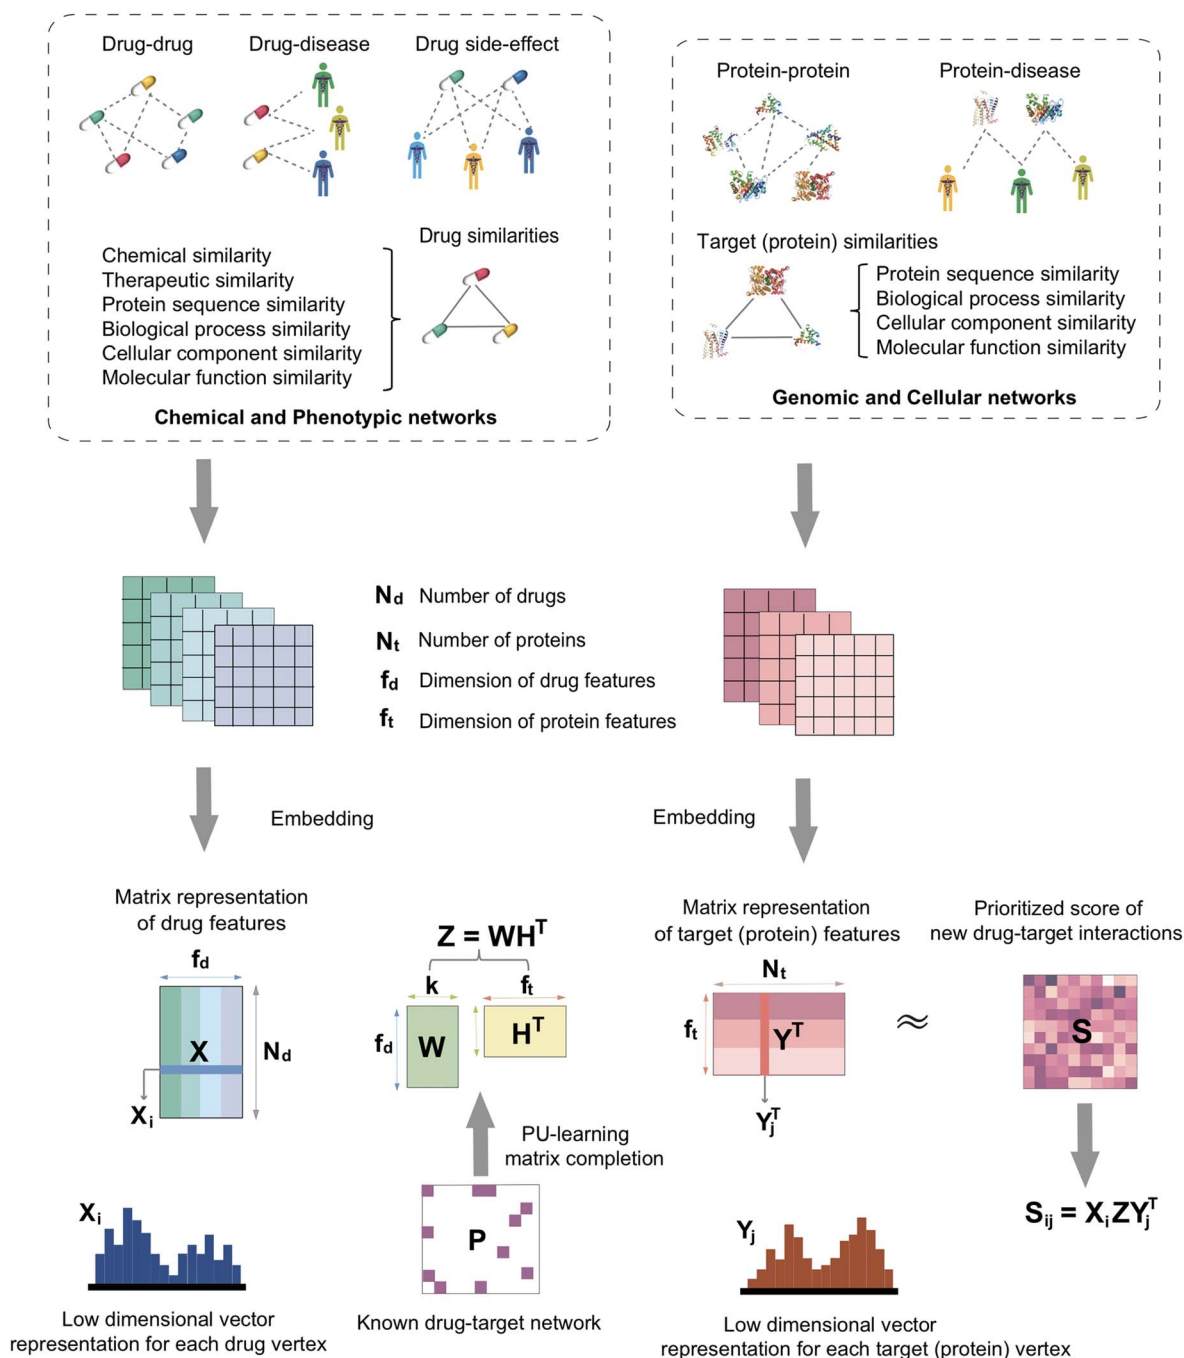 Drug-drug
Drug-disease
Drug side-effect
Chemical similarity
Therapeutic similarity
Protein sequence similarity
Biological process similarity
Cellular component similarity
Molecular function similarity
Drug similarities
Chemical and Phenotypic networks
Protein-protein
Protein-disease
Target (protein) similarities
Protein sequence similarity
Biological process similarity
Cellular component similarity
Molecular function similarity
Genomic and Cellular networks
Nd Number of drugs
Nt Number of proteins
fd Dimension of drug features
ft Dimension of protein features
Embedding
Embedding
Matrix representation
of drug features
fd
X
Nd
Xi
Z = WH^T
k
ft
fd
W
H^T
PU-learning
matrix completion
P
Known drug-target network
Matrix representation
of target (protein) features
Nt
ft
Y^T
Yj^T
≈
Prioritized score of
new drug-target interactions
S
Sij = XiZYj^T
Xi
Low dimensional vector
representation for each drug vertex
Yj
Low dimensional vector
representation for each target (protein) vertex